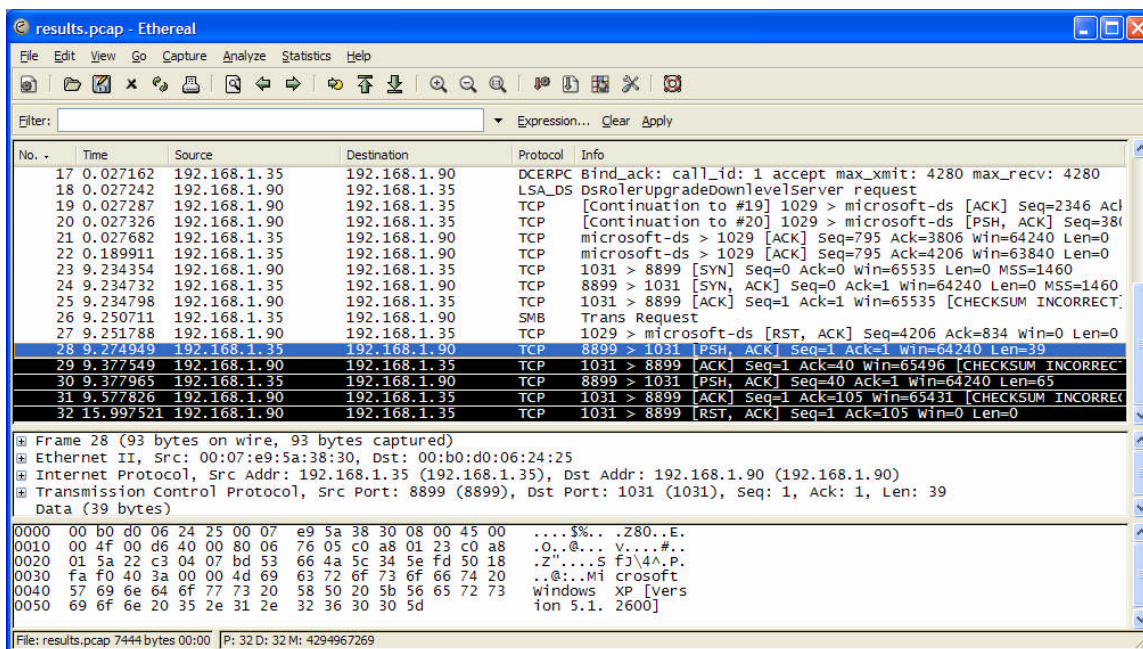 results.pcap - Ethereal
File Edit View Go Capture Analyze Statistics Help
Filter: Expression... Clear Apply
No. Time Source Destination Protocol Info
17 0.027162 192.168.1.35 192.168.1.90 DCERPC Bind_ack: call_id: 1 accept max_xmit: 4280 max_recv: 4280
18 0.027242 192.168.1.90 192.168.1.35 LSA_DS DsRolerUpgradeDownlevelServer request
19 0.027287 192.168.1.90 192.168.1.35 TCP [Continuation to #19] 1029 > microsoft-ds [ACK] Seq=2346 Ack
20 0.027326 192.168.1.90 192.168.1.35 TCP [Continuation to #20] 1029 > microsoft-ds [PSH, ACK] Seq=380
21 0.027682 192.168.1.35 192.168.1.90 TCP microsoft-ds > 1029 [ACK] Seq=795 Ack=3806 Win=64240 Len=0
22 0.189911 192.168.1.35 192.168.1.90 TCP microsoft-ds > 1029 [ACK] Seq=795 Ack=4206 Win=63840 Len=0
23 9.234354 192.168.1.90 192.168.1.35 TCP 1031 > 8899 [SYN] Seq=0 Ack=0 Win=65535 Len=0 MSS=1460
24 9.234732 192.168.1.35 192.168.1.90 TCP 8899 > 1031 [SYN, ACK] Seq=0 Ack=1 Win=64240 Len=0 MSS=1460
25 9.234798 192.168.1.90 192.168.1.35 TCP 1031 > 8899 [ACK] Seq=1 Ack=1 Win=65535 [CHECKSUM INCORRECT]
26 9.250711 192.168.1.35 192.168.1.90 SMB Trans Request
27 9.251788 192.168.1.90 192.168.1.35 TCP 1029 > microsoft-ds [RST, ACK] Seq=4206 Ack=834 Win=0 Len=0
28 9.274949 192.168.1.35 192.168.1.90 TCP 8899 > 1031 [PSH, ACK] Seq=1 Ack=1 Win=64240 Len=39
29 9.377549 192.168.1.90 192.168.1.35 TCP 1031 > 8899 [ACK] Seq=1 Ack=40 Win=65496 [CHECKSUM INCORREC
30 9.377965 192.168.1.35 192.168.1.90 TCP 8899 > 1031 [PSH, ACK] Seq=40 Ack=1 Win=64240 Len=65
31 9.577826 192.168.1.90 192.168.1.35 TCP 1031 > 8899 [ACK] Seq=1 Ack=105 Win=65431 [CHECKSUM INCORRE
32 15.997521 192.168.1.90 192.168.1.35 TCP 1031 > 8899 [RST, ACK] Seq=1 Ack=105 Win=0 Len=0
Frame 28 (93 bytes on wire, 93 bytes captured)
Ethernet II, Src: 00:07:e9:5a:38:30, Dst: 00:b0:d0:06:24:25
Internet Protocol, Src Addr: 192.168.1.35 (192.168.1.35), Dst Addr: 192.168.1.90 (192.168.1.90)
Transmission Control Protocol, Src Port: 8899 (8899), Dst Port: 1031 (1031), Seq: 1, Ack: 1, Len: 39
Data (39 bytes)
0000 00 b0 d0 06 24 25 00 07 e9 5a 38 30 08 00 45 00 ....$%.. .Z80..E.
0010 00 4f 00 d6 40 00 80 06 76 05 c0 a8 01 23 c0 a8 .O..@... v....#..
0020 01 5a 22 c3 04 07 bd 53 66 4a 5c 34 5e fd 50 18 .Z"....S fJ\4^.P.
0030 fa f0 40 3a 00 00 4d 69 63 72 6f 73 6f 66 74 20 ..@:..Mi crosoft
0040 57 69 6e 64 6f 77 73 20 58 50 20 5b 56 65 72 73 Windows XP [Vers
0050 69 6f 6e 20 35 2e 31 2e 32 36 30 30 5d ion 5.1. 2600]
File: results.pcap 7444 bytes 00:00 P: 32 D: 32 M: 4294967269